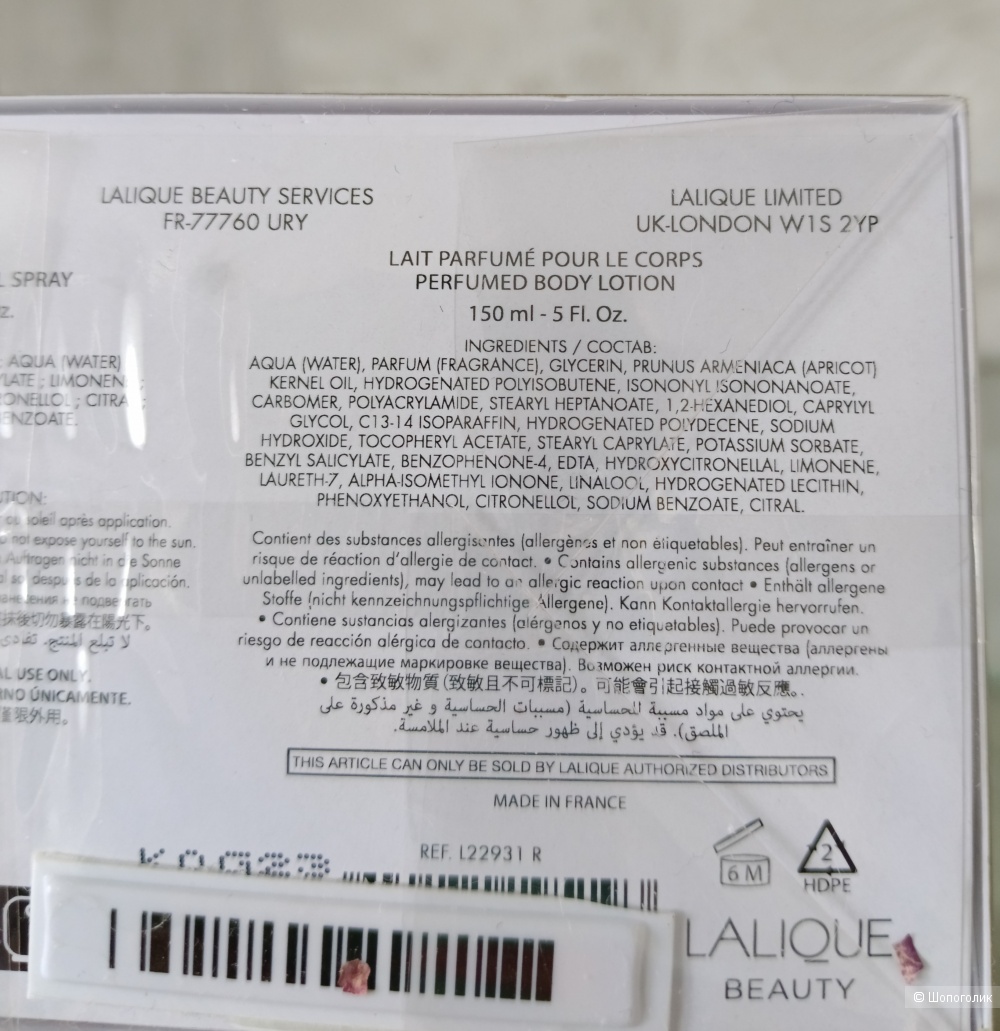 LALIQUE BEAUTY SERVICES
FR-77760 URY
LALIQUE LIMITED
UK-LONDON W1S 2YP
SPRAY
AQUA (WATER)
LAIT PARFUMÉ POUR LE CORPS
PERFUMED BODY LOTION
150 ml - 5 Fl. Oz.
INGREDIENTS / СОСТАВ:
AQUA (WATER), PARFUM (FRAGRANCE), GLYCERIN, PRUNUS ARMENIACA (APRICOT)
KERNEL OIL, HYDROGENATED POLYISOBUTENE, ISONONYL ISONONANOATE,
CARBOMER, POLYACRYLAMIDE, STEARYL HEPTANOATE, 1,2-HEXANEDIOL, CAPRYLYL
GLYCOL, C13-14 ISOPARAFFIN, HYDROGENATED POLYDECENE, SODIUM
HYDROXIDE, TOCOPHERYL ACETATE, STEARYL CAPRYLATE, POTASSIUM SORBATE,
BENZYL SALICYLATE, BENZOPHENONE-4, EDTA, HYDROXYCITRONELLAL, LIMONENE,
LAURETH-7, ALPHA-ISOMETHYL IONONE, LINALOOL, HYDROGENATED LECITHIN,
PHENOXYETHANOL, CITRONELLOL, SODIUM BENZOATE, CITRAL.
soleil après application.
not expose yourself to the sun.
Auftragen nicht in die Sonne
después de la aplicación.
不要吞嚥
USE ONLY.
ÚNICAMENTE.
僅限外用。
Contient des substances allergisantes (allergènes et non étiquetables). Peut entraîner un
risque de réaction d'allergie de contact. • Contains allergenic substances (allergens or
unlabelled ingredients), may lead to an allergic reaction upon contact • Enthält allergene
Stoffe (nicht kennzeichnungspflichtige Allergene). Kann Kontaktallergie hervorrufen.
• Contiene sustancias alergizantes (alérgenos y no etiquetables). Puede provocar un
riesgo de reacción alérgica de contacto. • Содержит аллергенные вещества (аллергены
и не подлежащие маркировке вещества). Возможен риск контактной аллергии.
• 包含致敏物質 (致敏且不可標記)。可能會引起接觸過敏反應。.
يحتوي على مواد مسببة للحساسية (مسببات الحساسية و غير مذكورة على
الملصق). قد يؤدي إلى ظهور حساسية عند الملامسة.
THIS ARTICLE CAN ONLY BE SOLD BY LALIQUE AUTHORIZED DISTRIBUTORS
MADE IN FRANCE
REF. L22931 R
6 M
2
HDPE
LALIQUE
BEAUTY
© Шопоголик